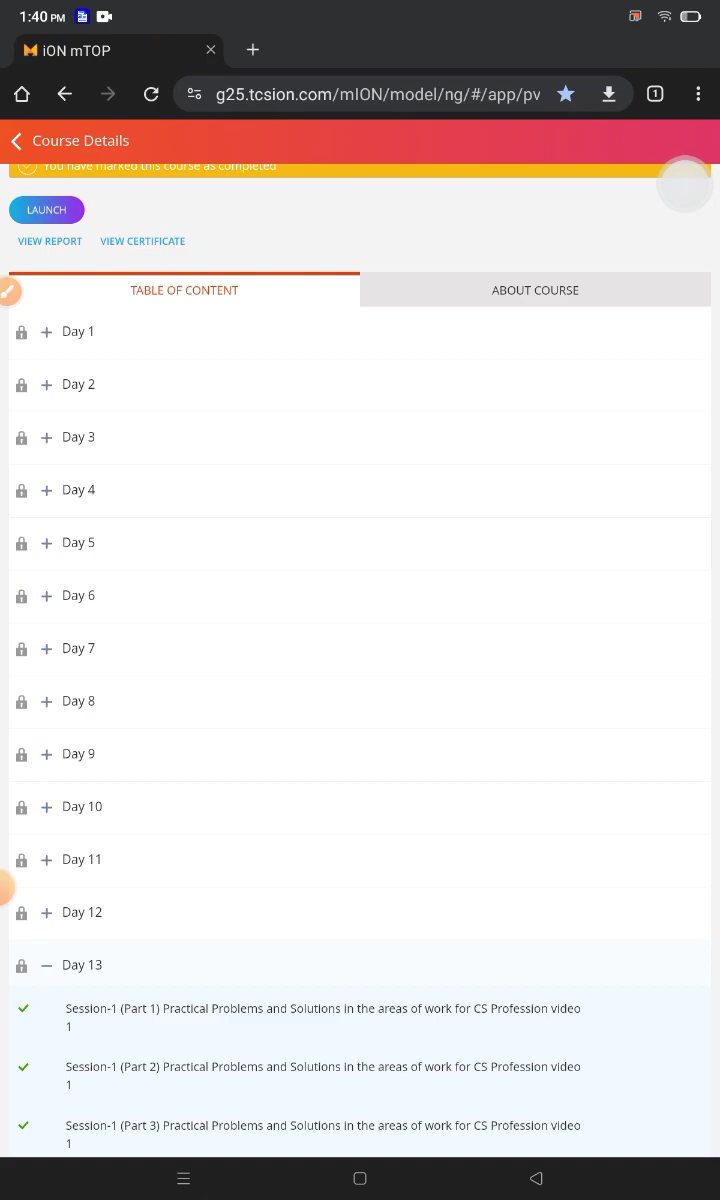 1:40 PM
iON mTOP
g25.tcsion.com/mION/model/ng/#/app/pv
1
Course Details
You have marked this course as completed
LAUNCH
VIEW REPORT VIEW CERTIFICATE
TABLE OF CONTENT ABOUT COURSE
Day 1
Day 2
Day 3
Day 4
Day 5
Day 6
Day 7
Day 8
Day 9
Day 10
Day 11
Day 12
Day 13
Session-1 (Part 1) Practical Problems and Solutions in the areas of work for CS Profession video
1
Session-1 (Part 2) Practical Problems and Solutions in the areas of work for CS Profession video
1
Session-1 (Part 3) Practical Problems and Solutions in the areas of work for CS Profession video
1